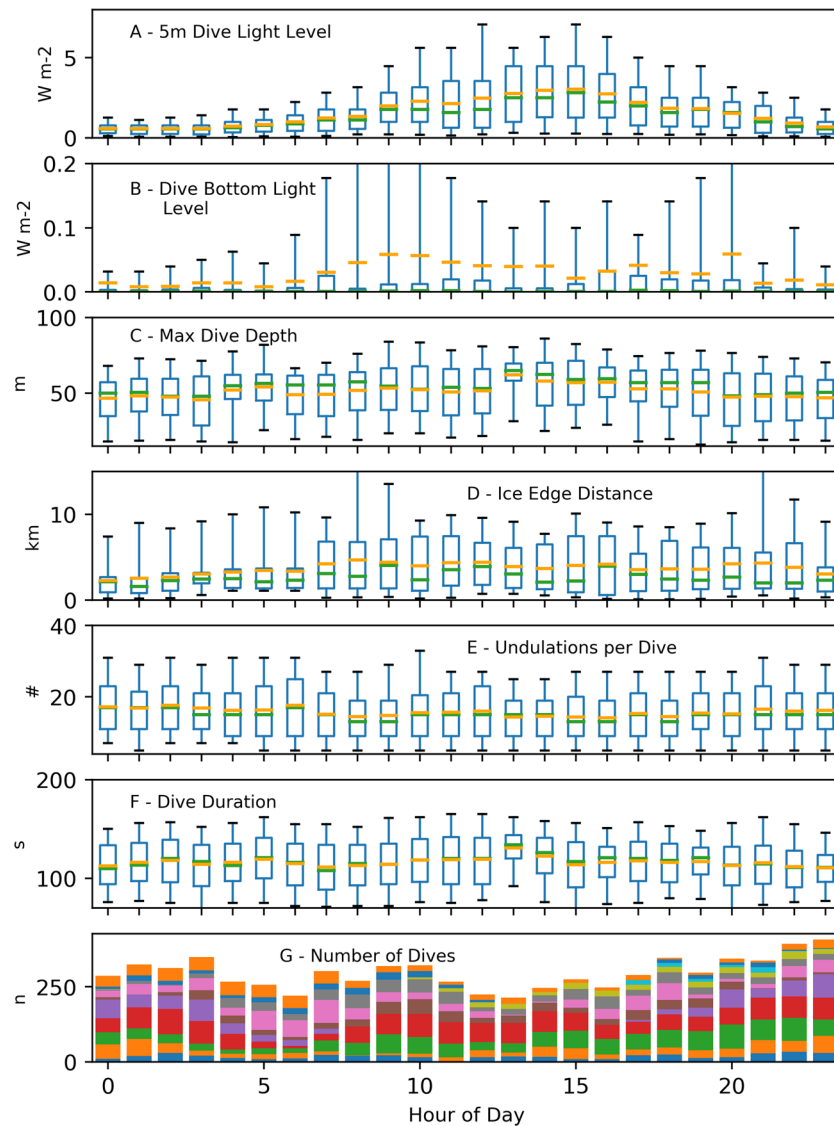 A - 5m Dive Light Level
5
0
W m-2
B - Dive Bottom Light
Level
0.2
0.1
0.0
W m-2
C - Max Dive Depth
100
50
m
D - Ice Edge Distance
10
0
km
E - Undulations per Dive
40
20
#
F - Dive Duration
200
100
s
G - Number of Dives
250
0
n
0 5 10 15 20
Hour of Day